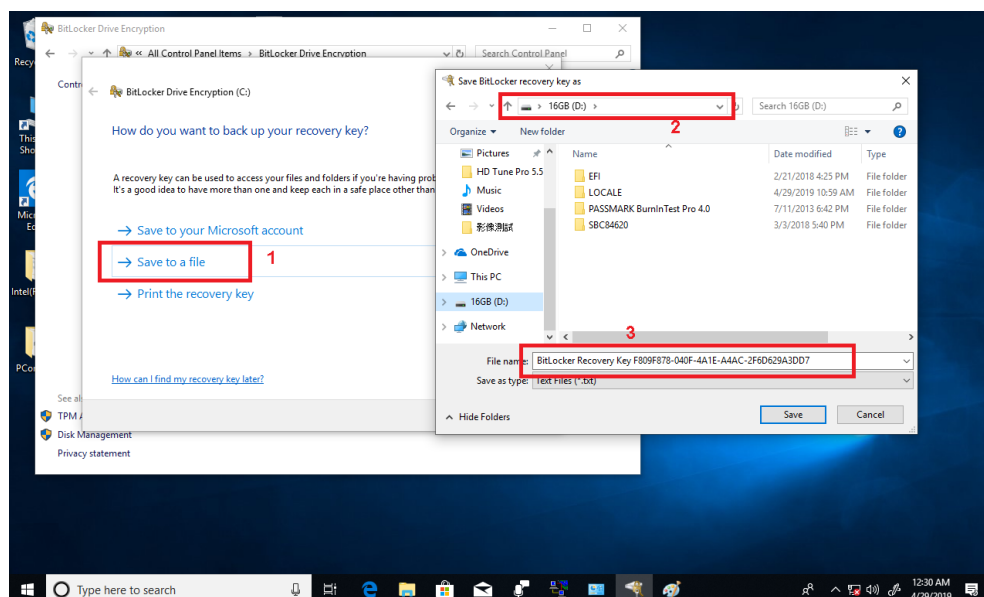 BitLocker Drive Encryption
All Control Panel Items > BitLocker Drive Encryption
Search Control Panel
BitLocker Drive Encryption (C:)
How do you want to back up your recovery key?
A recovery key can be used to access your files and folders if you're having
It's a good idea to have more than one and keep each in a safe place other than
→ Save to your Microsoft account
→ Save to a file
1
→ Print the recovery key
How can I find my recovery key later?
See
TPM
Disk Management
Privacy statement
Save BitLocker recovery key as
16GB (D:) >
Search 16GB (D:)
2
Organize
New folder
Pictures
HD Tune Pro 5.5
Music
Videos
OneDrive
This PC
16GB (D:)
Network
Name
Date modified
Type
EFI
2/21/2018 4:25 PM
File folder
LOCALE
4/29/2019 10:59 AM
File folder
PASSMARK BurnInTest Pro 4.0
7/11/2013 6:42 PM
File folder
SBC84620
3/3/2018 5:40 PM
File folder
3
File name:
BitLocker Recovery Key F809F878-040F-4A1E-A4AC-2F6D629A3DD7
Save as type:
Text Files (*.txt)
Hide Folders
Save
Cancel
Type here to search
12:30 AM
4/29/2019